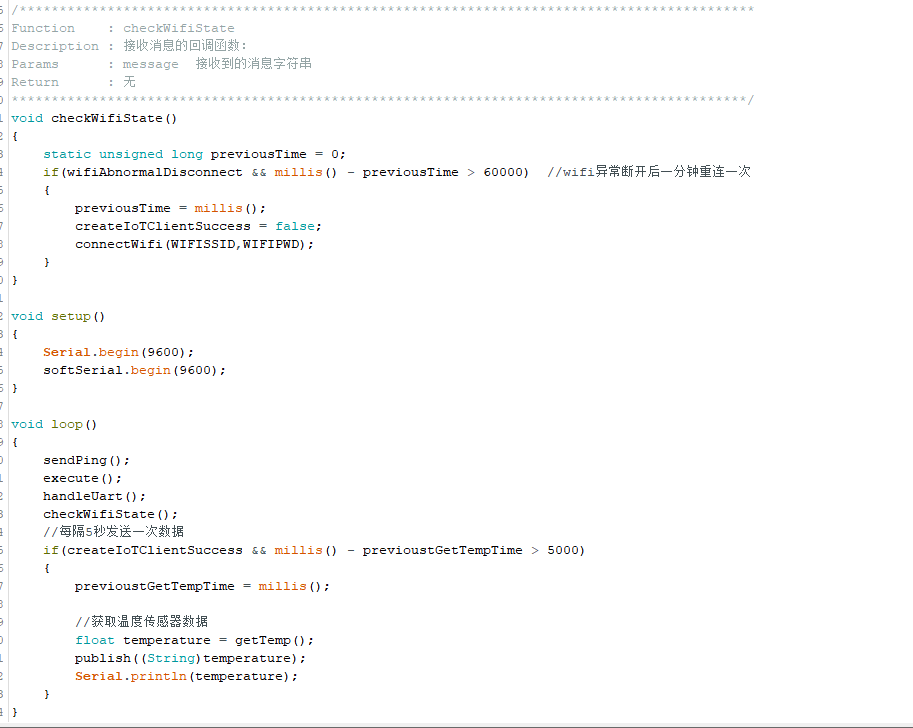 /********************************************************************************************
Function    : checkWifiState
Description : 接收消息的回调函数:
Params      : message  接收到的消息字符串
Return      : 无
********************************************************************************************/
void checkWifiState()
{
    static unsigned long previousTime = 0;
    if(wifiAbnormalDisconnect && millis() - previousTime > 60000)  //wifi异常断开后一分钟重连一次
    {
        previousTime = millis();
        createIoTClientSuccess = false;
        connectWifi(WIFISSID,WIFIPWD);
    }
}

void setup()
{
    Serial.begin(9600);
    softSerial.begin(9600);
}

void loop()
{
    sendPing();
    execute();
    handleUart();
    checkWifiState();
    //每隔5秒发送一次数据
    if(createIoTClientSuccess && millis() - previoustGetTempTime > 5000)
    {
        previoustGetTempTime = millis();

        //获取温度传感器数据
        float temperature = getTemp();
        publish((String)temperature);
        Serial.println(temperature);
    }
}